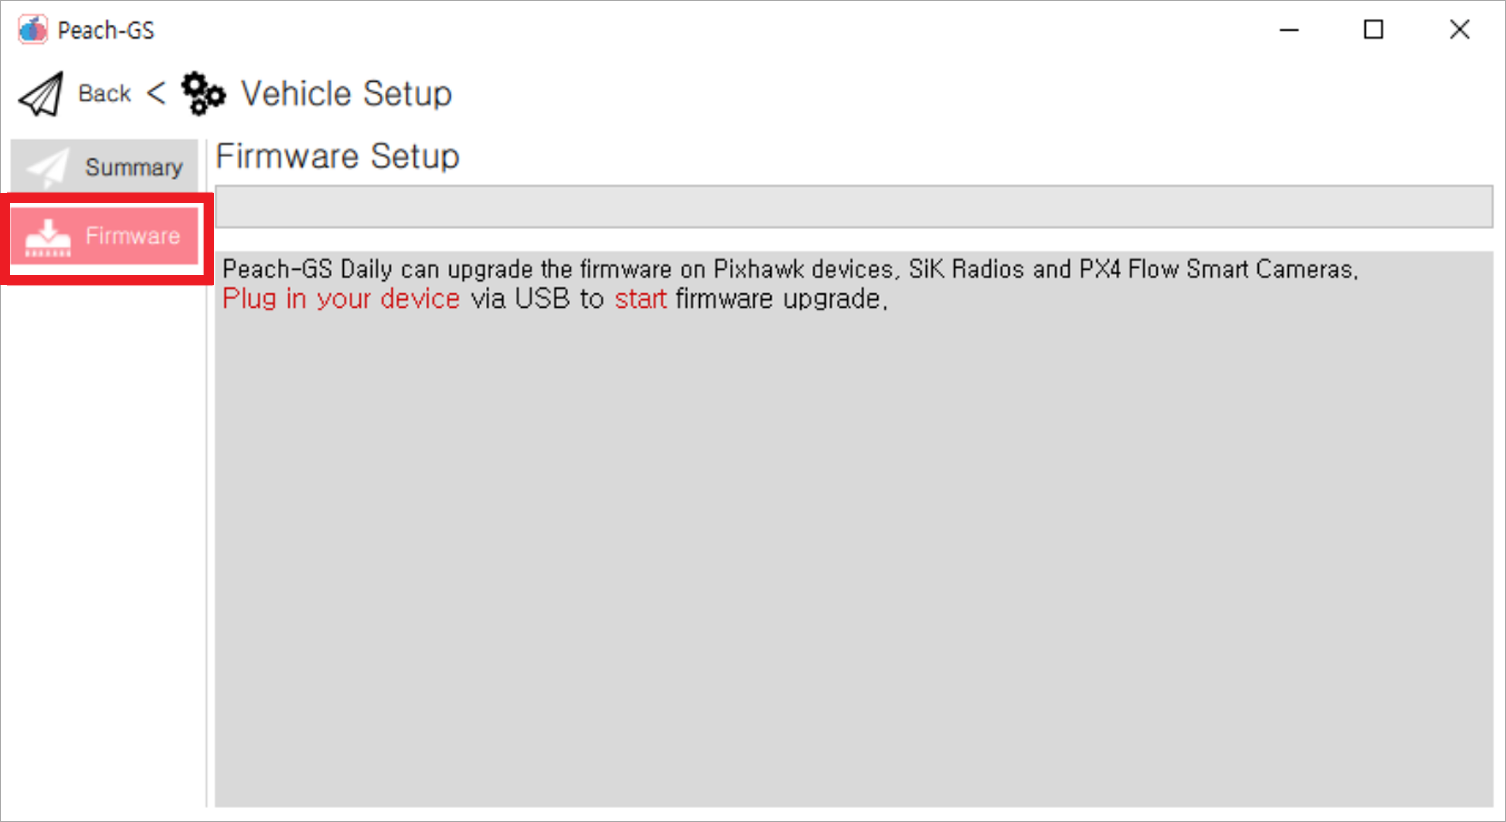 Peach-GS
Back < Vehicle Setup
Summary
Firmware
Firmware Setup
Peach-GS Daily can upgrade the firmware on Pixhawk devices, SiK Radios and PX4 Flow Smart Cameras.
Plug in your device via USB to start firmware upgrade.